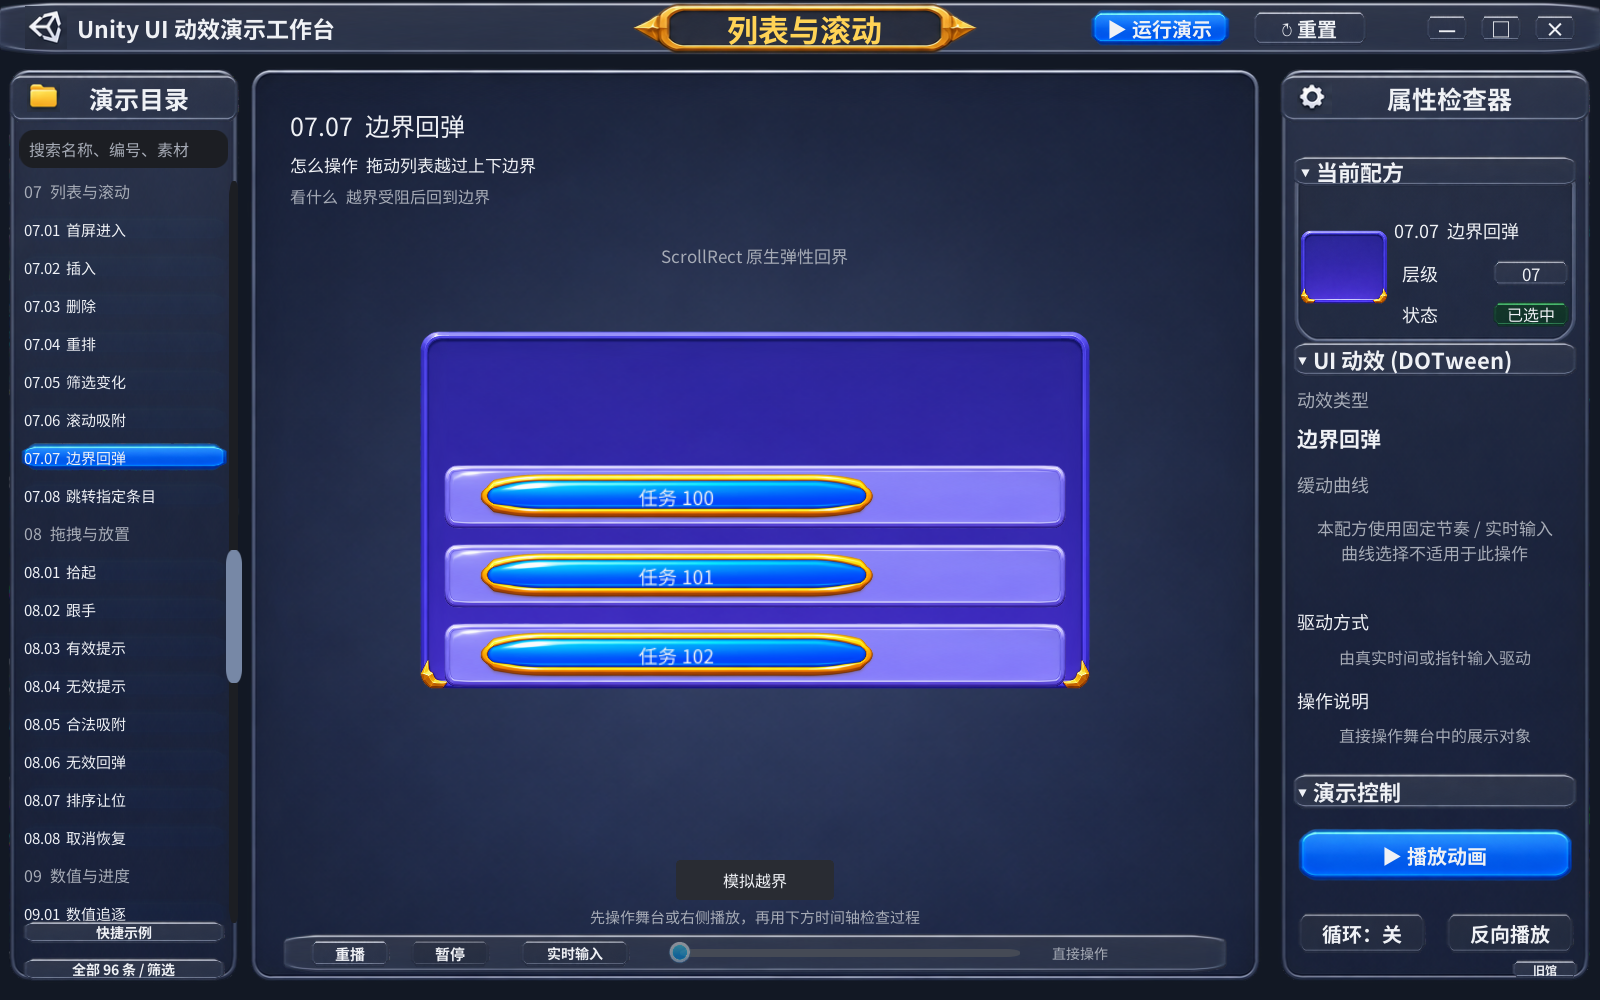 Unity UI 动效演示工作台
列表与滚动
▶ 运行演示
重置
演示目录
搜索名称、编号、素材
07 列表与滚动
07.01 首屏进入
07.02 插入
07.03 删除
07.04 重排
07.05 筛选变化
07.06 滚动吸附
07.07 边界回弹
07.08 跳转指定条目
08 拖拽与放置
08.01 拾起
08.02 跟手
08.03 有效提示
08.04 无效提示
08.05 合法吸附
08.06 无效回弹
08.07 排序让位
08.08 取消恢复
09 数值与进度
09.01 数值追逐
快捷示例
全部 96 条 / 筛选
07.07 边界回弹
怎么操作 拖动列表越过上下边界
看什么 越界受阻后回到边界
ScrollRect 原生弹性回界
任务 100
任务 101
任务 102
模拟越界
先操作舞台或右侧播放，再用下方时间轴检查过程
重播
暂停
实时输入
直接操作
属性检查器
▼ 当前配方
07.07 边界回弹
层级 07
状态 已选中
▼ UI 动效 (DOTween)
动效类型
边界回弹
缓动曲线
本配方使用固定节奏 / 实时输入
曲线选择不适用于此操作
驱动方式
由真实时间或指针输入驱动
操作说明
直接操作舞台中的展示对象
▼ 演示控制
▶ 播放动画
循环：关
反向播放
旧馆